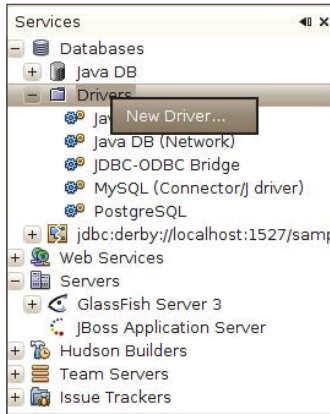 Services
Databases
Java DB
Drivers
New Driver...
Java DB (Network)
JDBC-ODBC Bridge
MySQL (Connector/J driver)
PostgreSQL
jdbc:derby://localhost:1527/samp
Web Services
Servers
GlassFish Server 3
JBoss Application Server
Hudson Builders
Team Servers
Issue Trackers